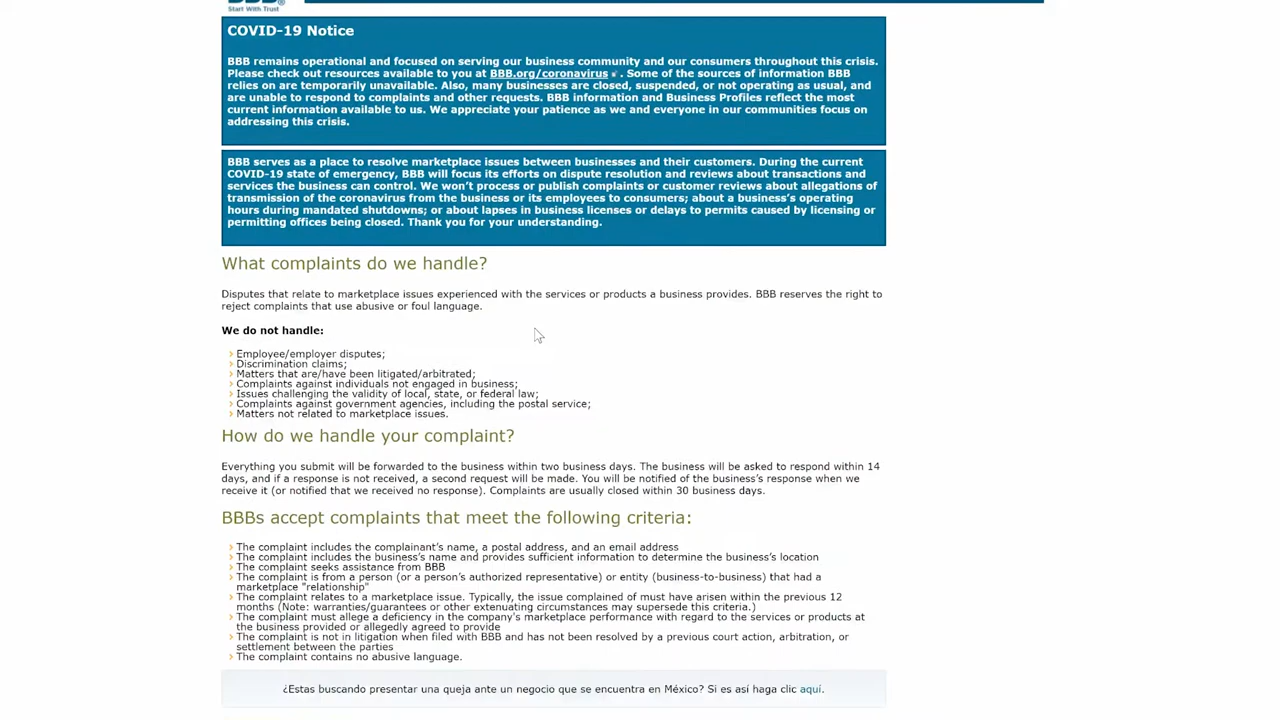 Start With Trust
COVID-19 Notice
BBB remains operational and focused on serving our business community and our consumers throughout this crisis.
Please check out resources available to you at BBB.org/coronavirus . Some of the sources of information BBB
relies on are temporarily unavailable. Also, many businesses are closed, suspended, or not operating as usual, and
are unable to respond to complaints and other requests. BBB information and Business Profiles reflect the most
current information available to us. We appreciate your patience as we and everyone in our communities focus on
addressing this crisis.
BBB serves as a place to resolve marketplace issues between businesses and their customers. During the current
COVID-19 state of emergency, BBB will focus its efforts on dispute resolution and reviews about transactions and
services the business can control. We won't process or publish complaints or customer reviews about allegations of
transmission of the coronavirus from the business or its employees to consumers; about a business's operating
hours during mandated shutdowns; or about lapses in business licenses or delays to permits caused by licensing or
permitting offices being closed. Thank you for your understanding.
What complaints do we handle?
Disputes that relate to marketplace issues experienced with the services or products a business provides. BBB reserves the right to
reject complaints that use abusive or foul language.
We do not handle:
Employee/employer disputes;
Discrimination claims;
Matters that are/have been litigated/arbitrated;
Complaints against individuals not engaged in business;
Issues challenging the validity of local, state, or federal law;
Complaints against government agencies, including the postal service;
Matters not related to marketplace issues.
How do we handle your complaint?
Everything you submit will be forwarded to the business within two business days. The business will be asked to respond within 14
days, and if a response is not received, a second request will be made. You will be notified of the business's response when we
receive it (or notified that we received no response). Complaints are usually closed within 30 business days.
BBBs accept complaints that meet the following criteria:
The complaint includes the complainant's name, a postal address, and an email address
The complaint includes the business's name and provides sufficient information to determine the business's location
The complaint seeks assistance from BBB
The complaint is from a person (or a person's authorized representative) or entity (business-to-business) that had a
marketplace "relationship"
The complaint relates to a marketplace issue. Typically, the issue complained of must have arisen within the previous 12
months (Note: warranties/guarantees or other extenuating circumstances may supersede this criteria.)
The complaint must allege a deficiency in the company's marketplace performance with regard to the services or products at
the business provided or allegedly agreed to provide
The complaint is not in litigation when filed with BBB and has not been resolved by a previous court action, arbitration, or
settlement between the parties
The complaint contains no abusive language.
¿Estas buscando presentar una queja ante un negocio que se encuentra en México? Si es así haga clic aquí.